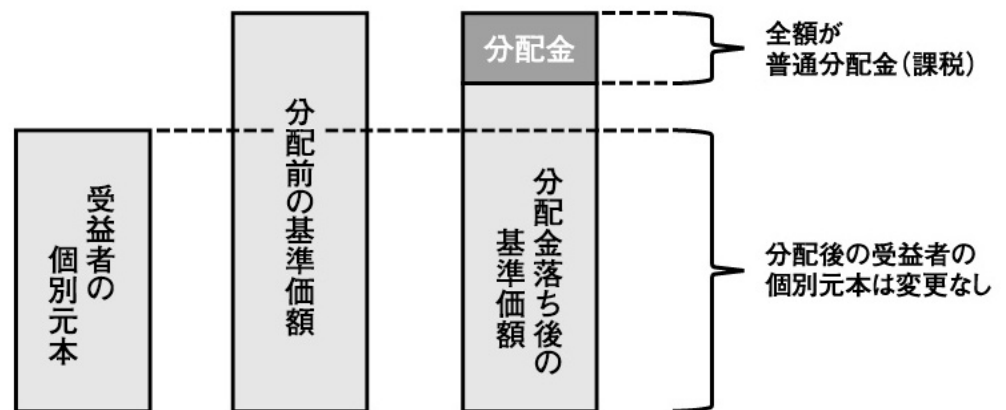 受益者の
個別元本
分配前の基準価額
分配金
分配金落ち後の
基準価額
全額が
普通分配金(課税)
分配後の受益者の
個別元本は変更なし